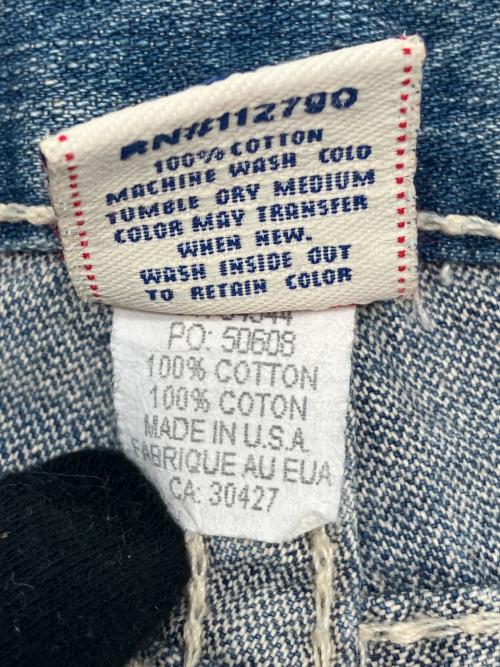 RN#112790
100% COTTON
MACHINE WASH COLD
TUMBLE DRY MEDIUM
COLOR MAY TRANSFER
WHEN NEW.
WASH INSIDE OUT
TO RETAIN COLOR
PO: 50608
100% COTTON
100% COTON
MADE IN U.S.A
FABRIQUE AU EUA
CA: 30427